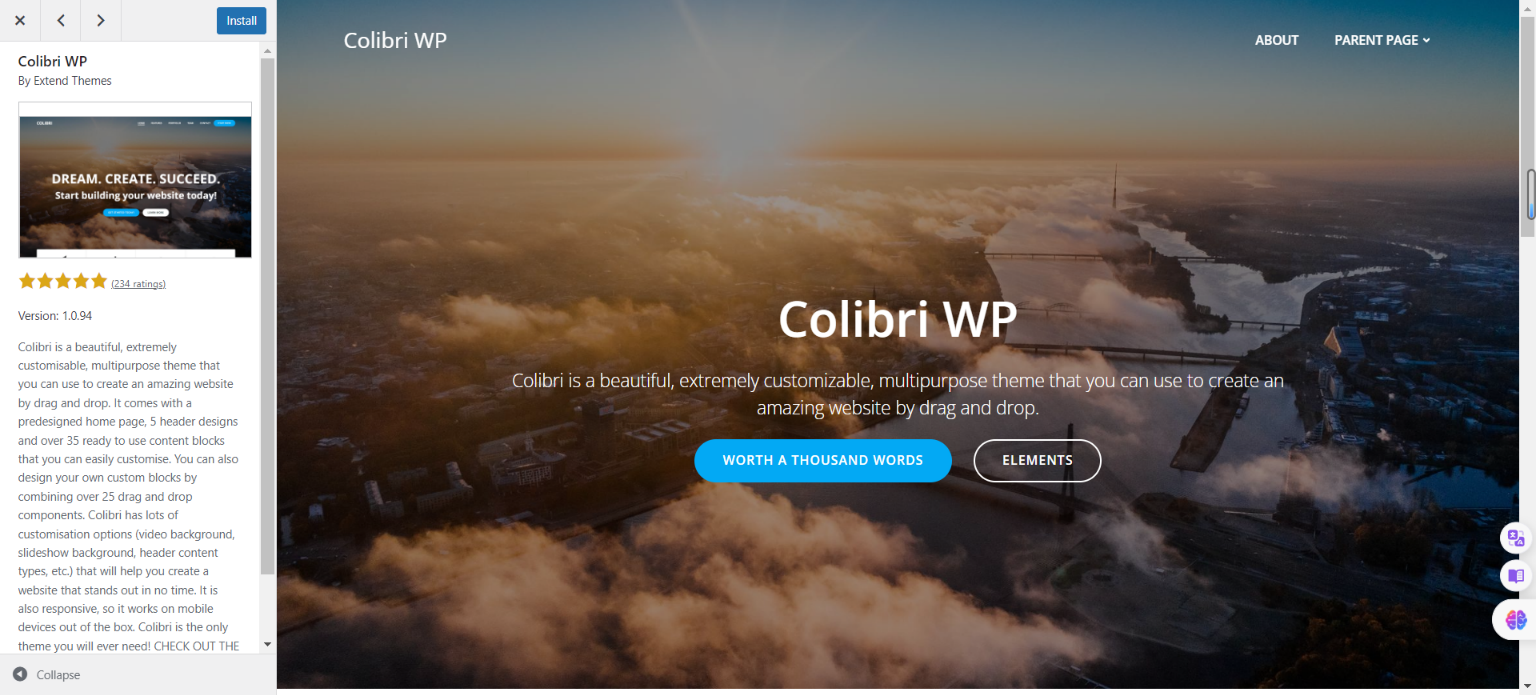 Install
Colibri WP
By Extend Themes
COLIBRI
DREAM. CREATE. SUCCEED.
Start building your website today!
(234 ratings)
Version: 1.0.94
Colibri is a beautiful, extremely
customisable, multipurpose theme that
you can use to create an amazing website
by drag and drop. It comes with a
predesigned home page, 5 header designs
and over 35 ready to use content blocks
that you can easily customise. You can also
design your own custom blocks by
combining over 25 drag and drop
components. Colibri has lots of
customisation options (video background,
slideshow background, header content
types, etc.) that will help you create a
website that stands out in no time. It is
also responsive, so it works on mobile
devices out of the box. Colibri is the only
theme you will ever need! CHECK OUT THE
Collapse
Colibri WP
ABOUT
PARENT PAGE
Colibri WP
Colibri is a beautiful, extremely customizable, multipurpose theme that you can use to create an
amazing website by drag and drop.
WORTH A THOUSAND WORDS
ELEMENTS